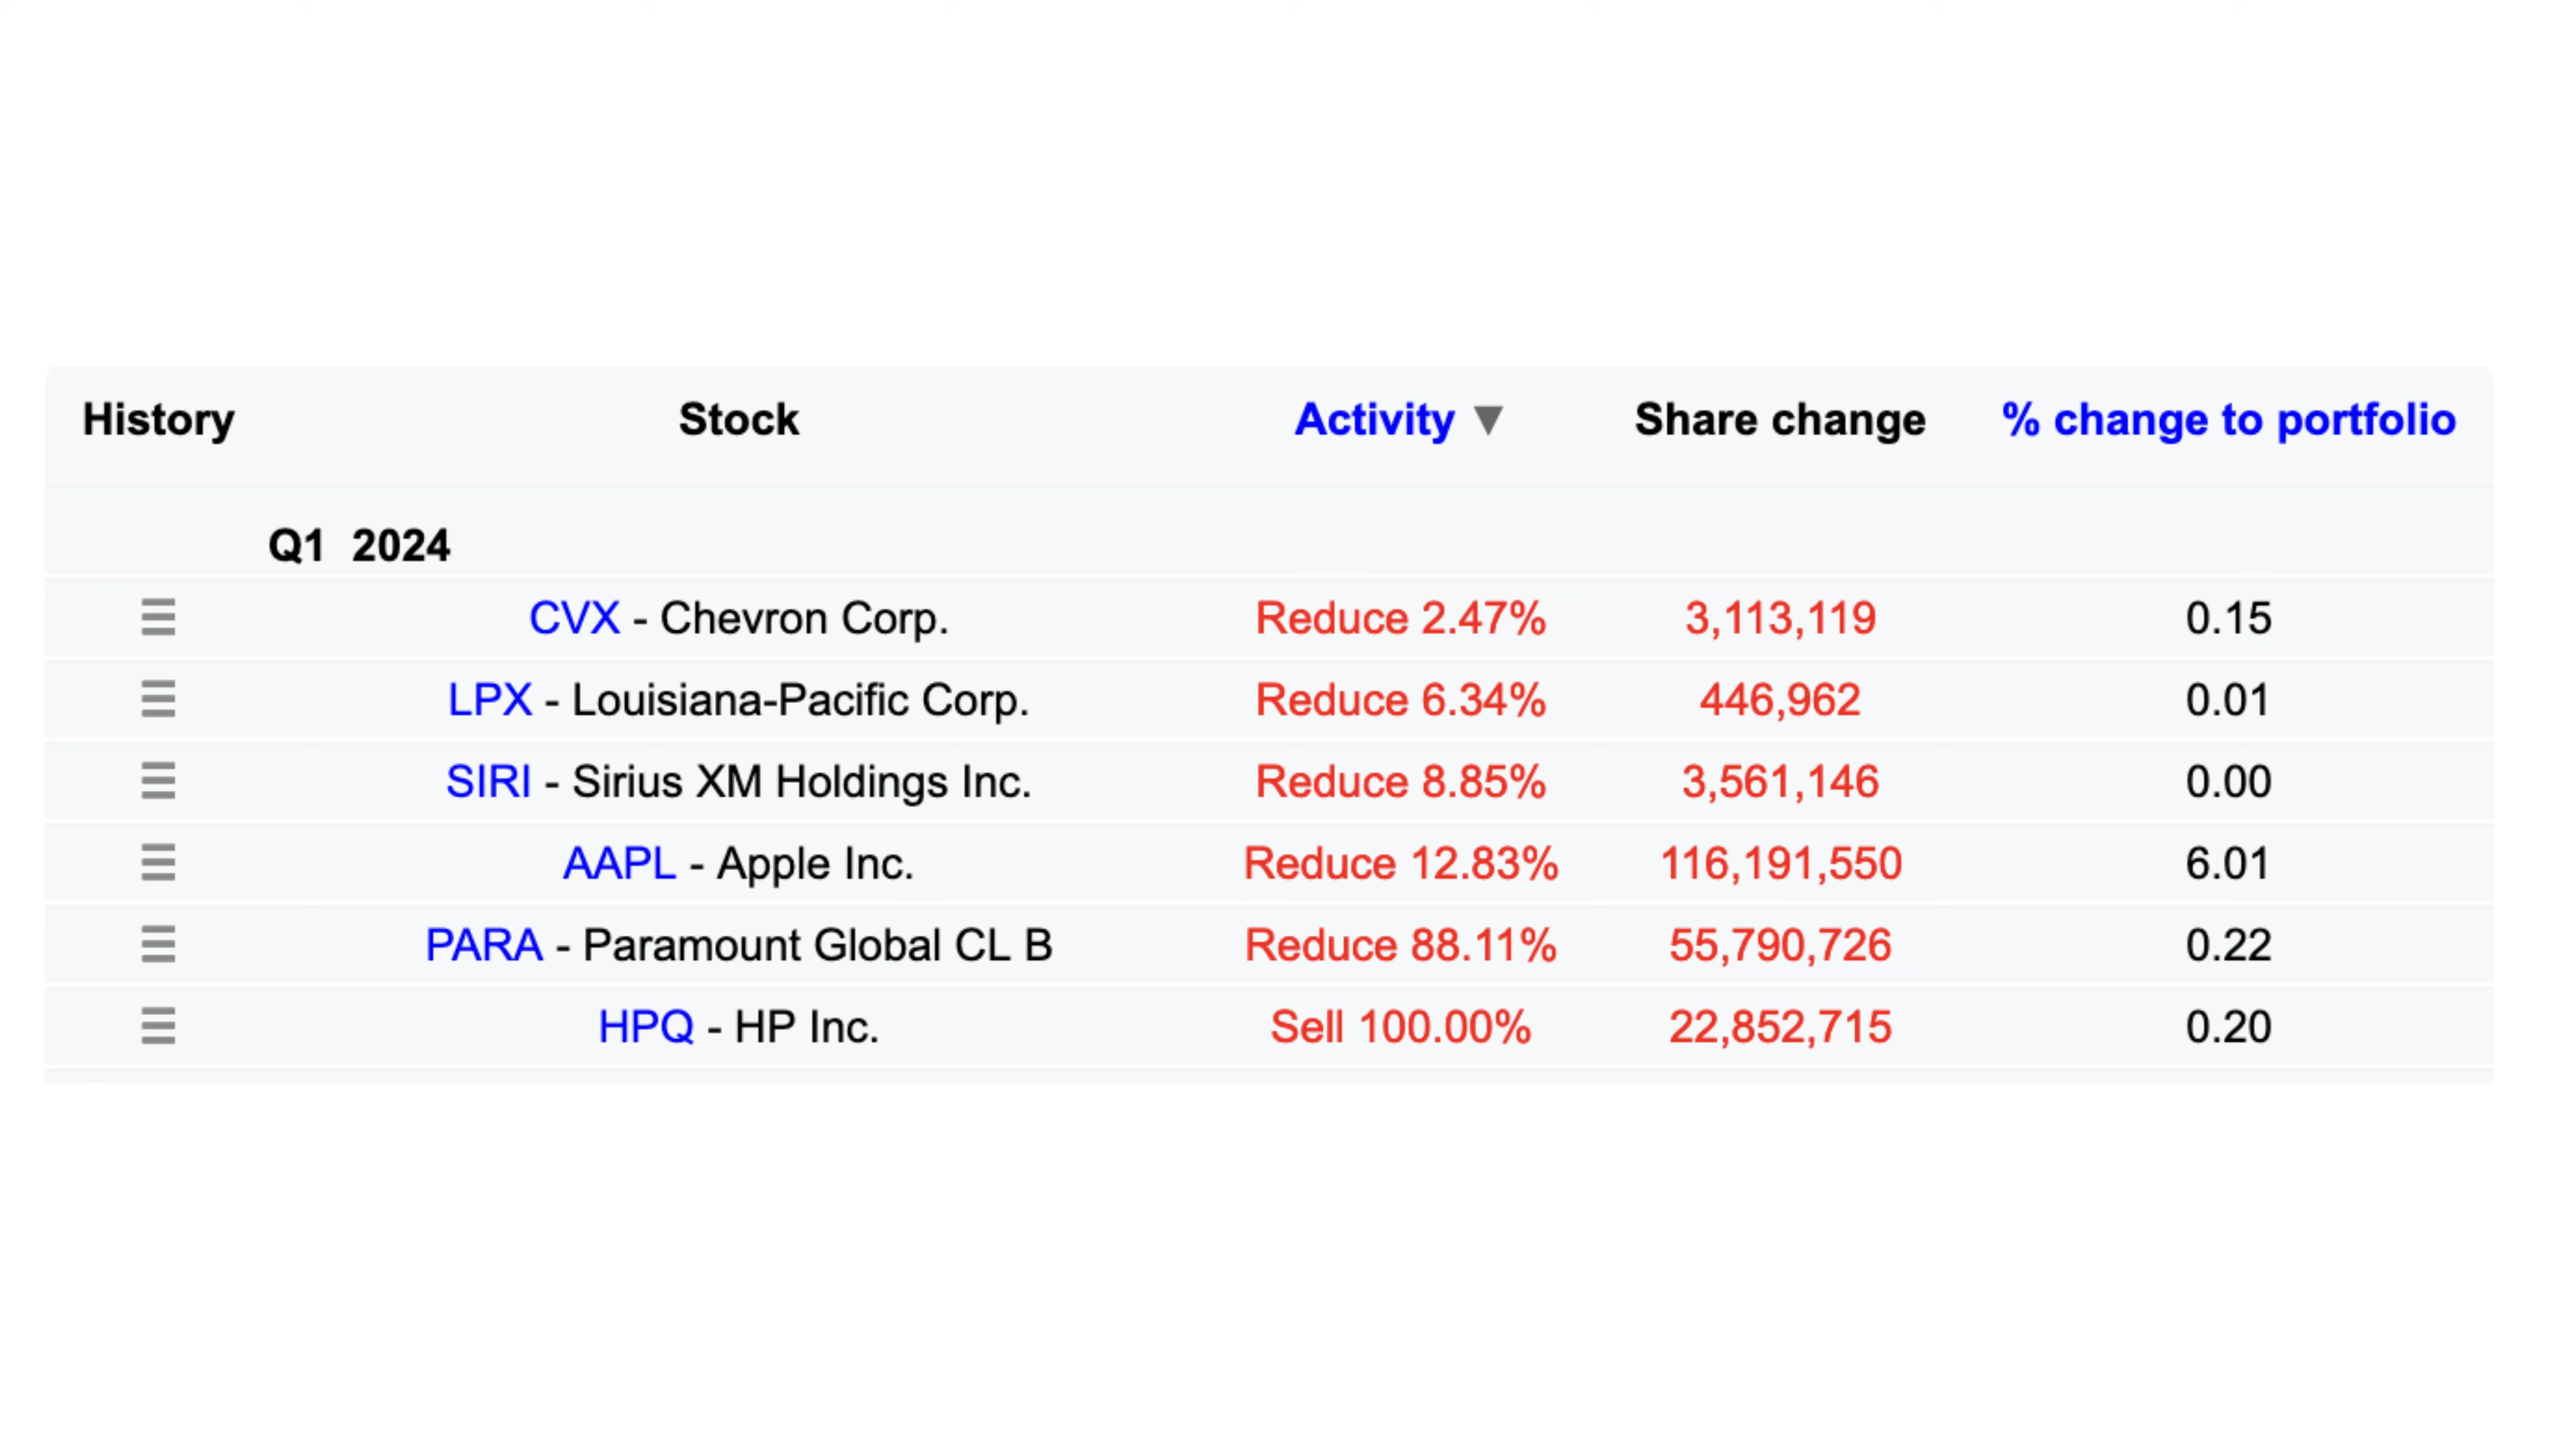 History Stock Activity ▼ Share change % change to portfolio
Q1 2024
CVX - Chevron Corp. Reduce 2.47% 3,113,119 0.15
LPX - Louisiana-Pacific Corp. Reduce 6.34% 446,962 0.01
SIRI - Sirius XM Holdings Inc. Reduce 8.85% 3,561,146 0.00
AAPL - Apple Inc. Reduce 12.83% 116,191,550 6.01
PARA - Paramount Global CL B Reduce 88.11% 55,790,726 0.22
HPQ - HP Inc. Sell 100.00% 22,852,715 0.20